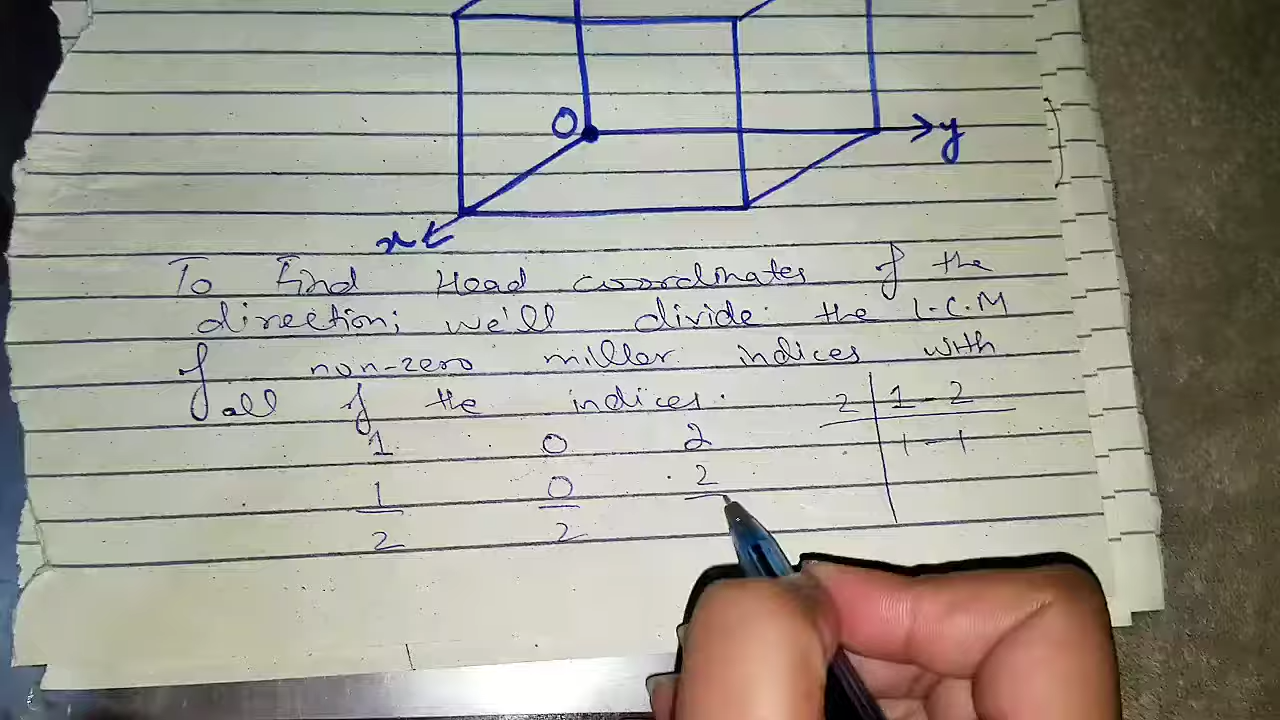 O
y
x
To Find Head coordinates of the
direction; we'll divide the L.C.M
of non-zero miller indices with
all of the indices.
2 | 1 - 2
1 0 2
1 - 1
1/2 0/2 2/